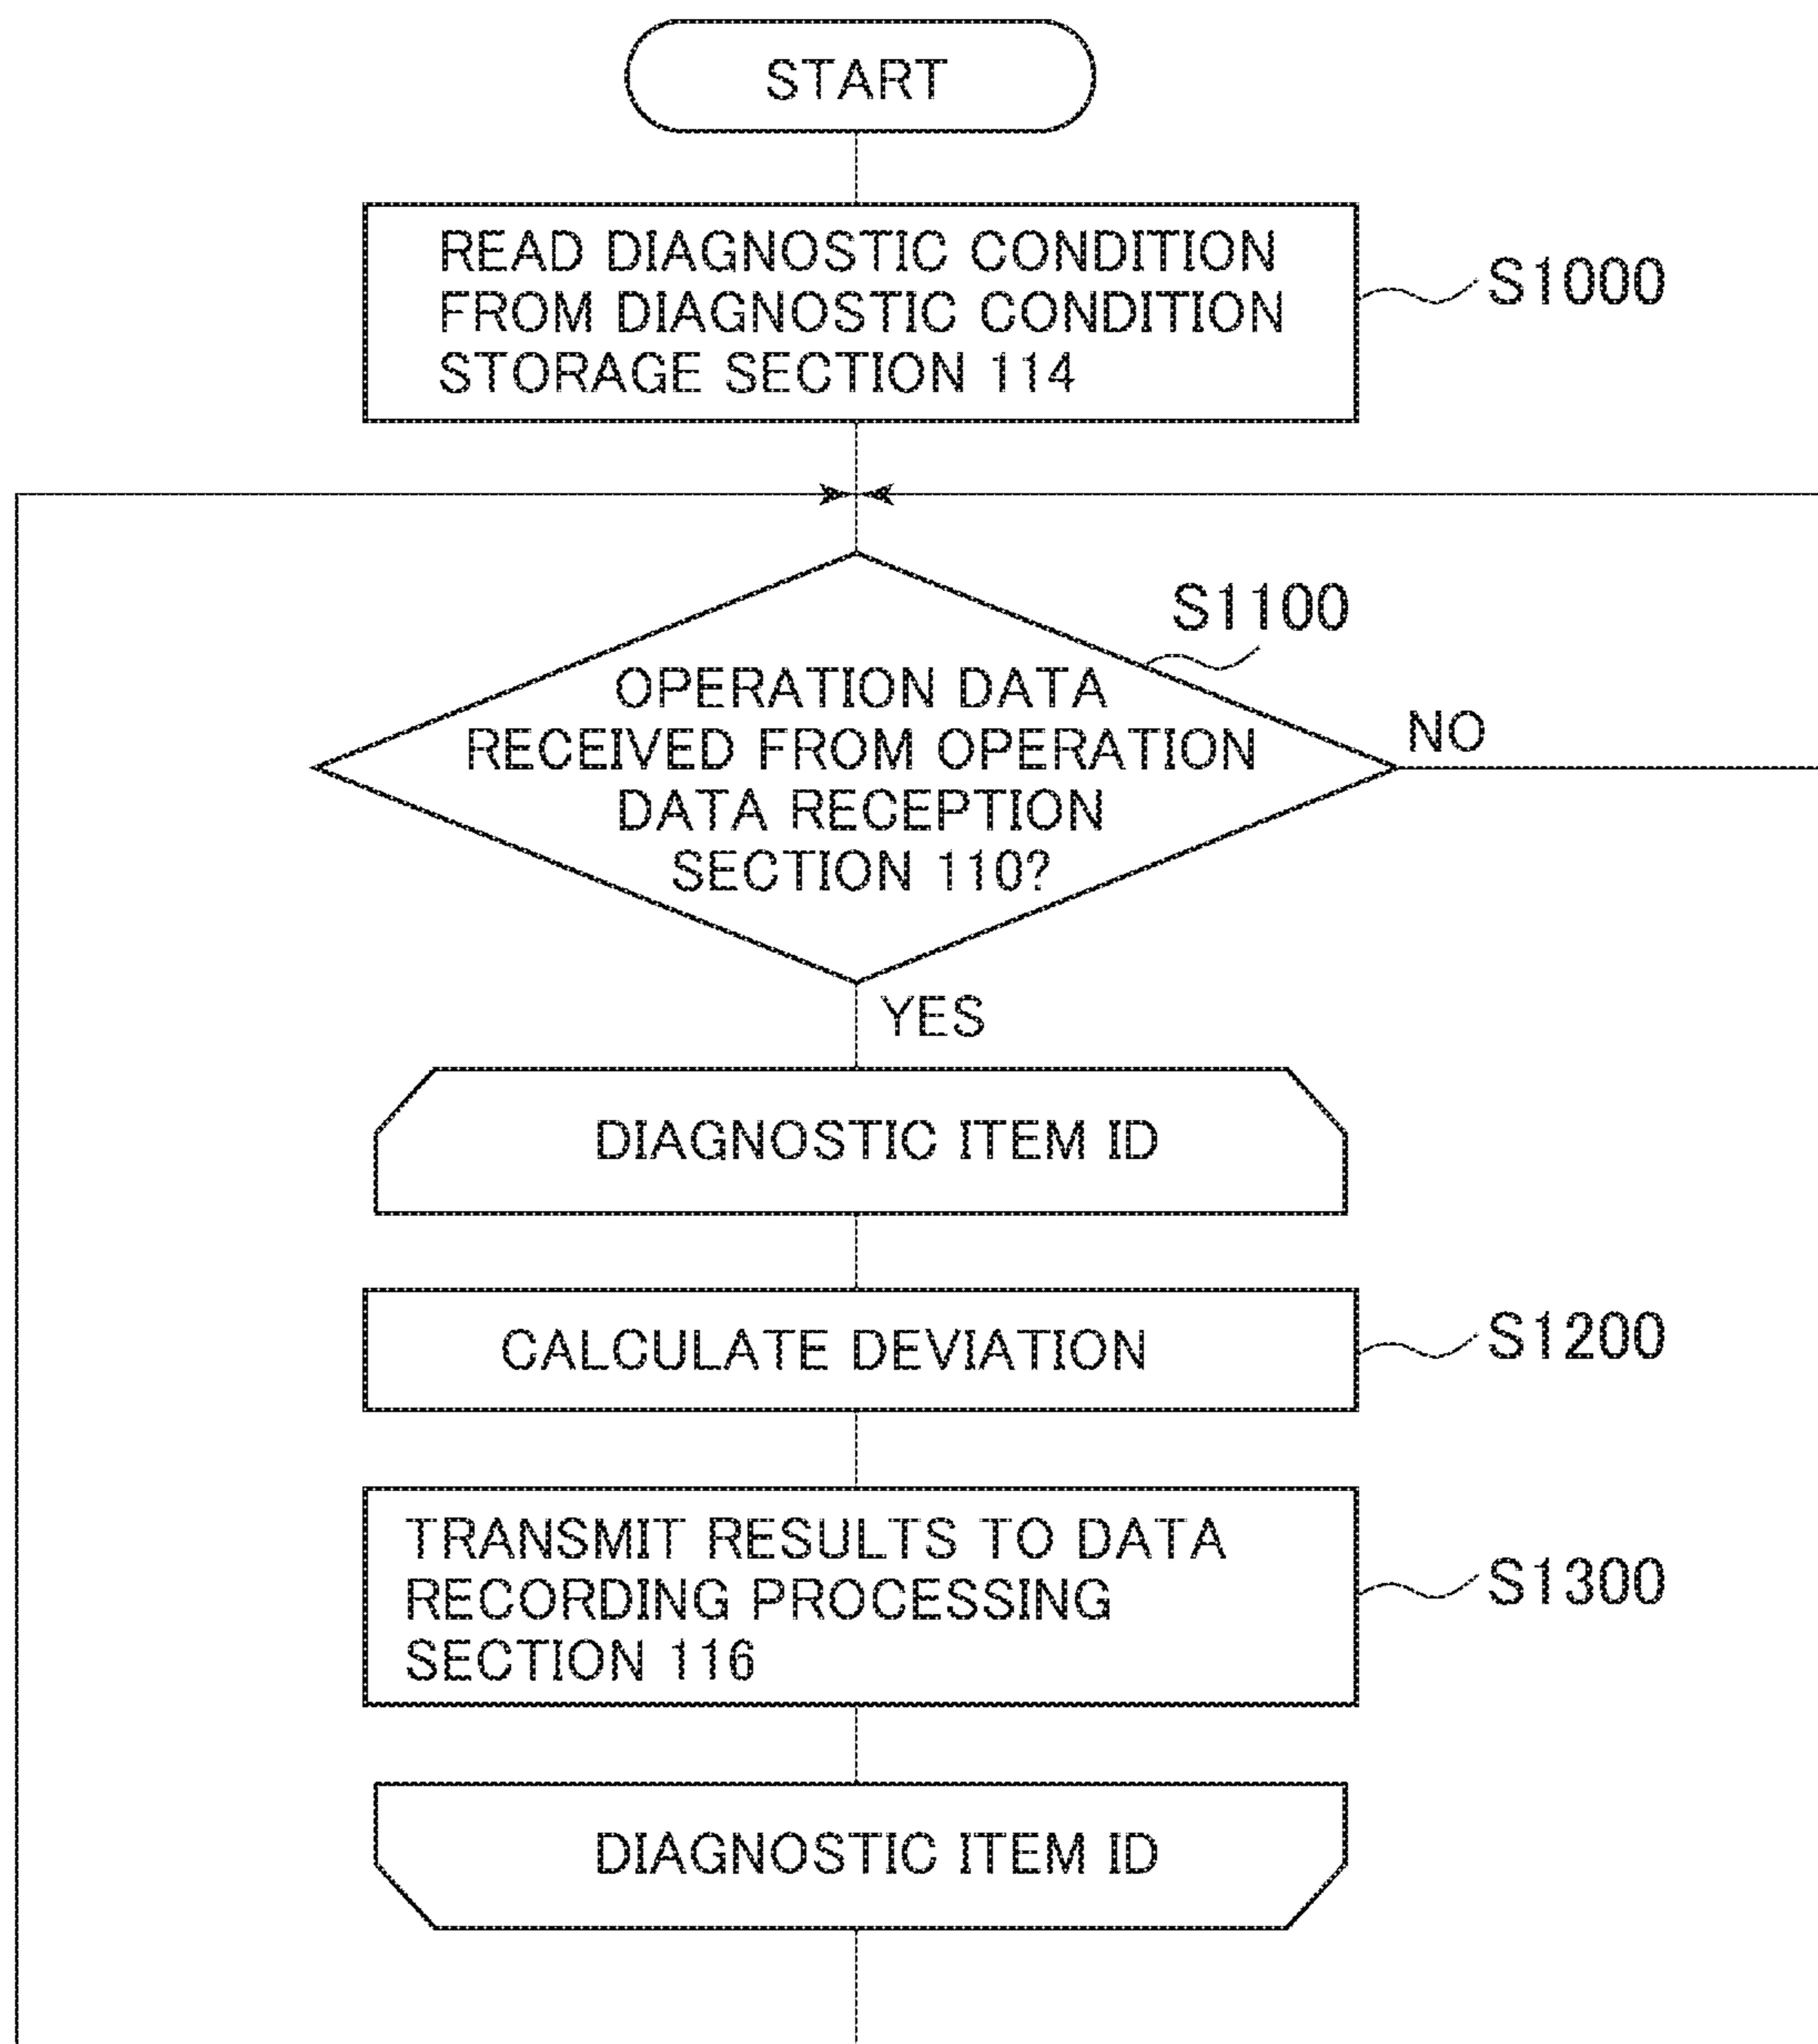 START
READ DIAGNOSTIC CONDITION
FROM DIAGNOSTIC CONDITION
STORAGE SECTION 114
S1000
S1100
OPERATION DATA
RECEIVED FROM OPERATION
DATA RECEPTION
SECTION 110?
NO
YES
DIAGNOSTIC ITEM ID
CALCULATE DEVIATION
S1200
TRANSMIT RESULTS TO DATA
RECORDING PROCESSING
SECTION 116
S1300
DIAGNOSTIC ITEM ID